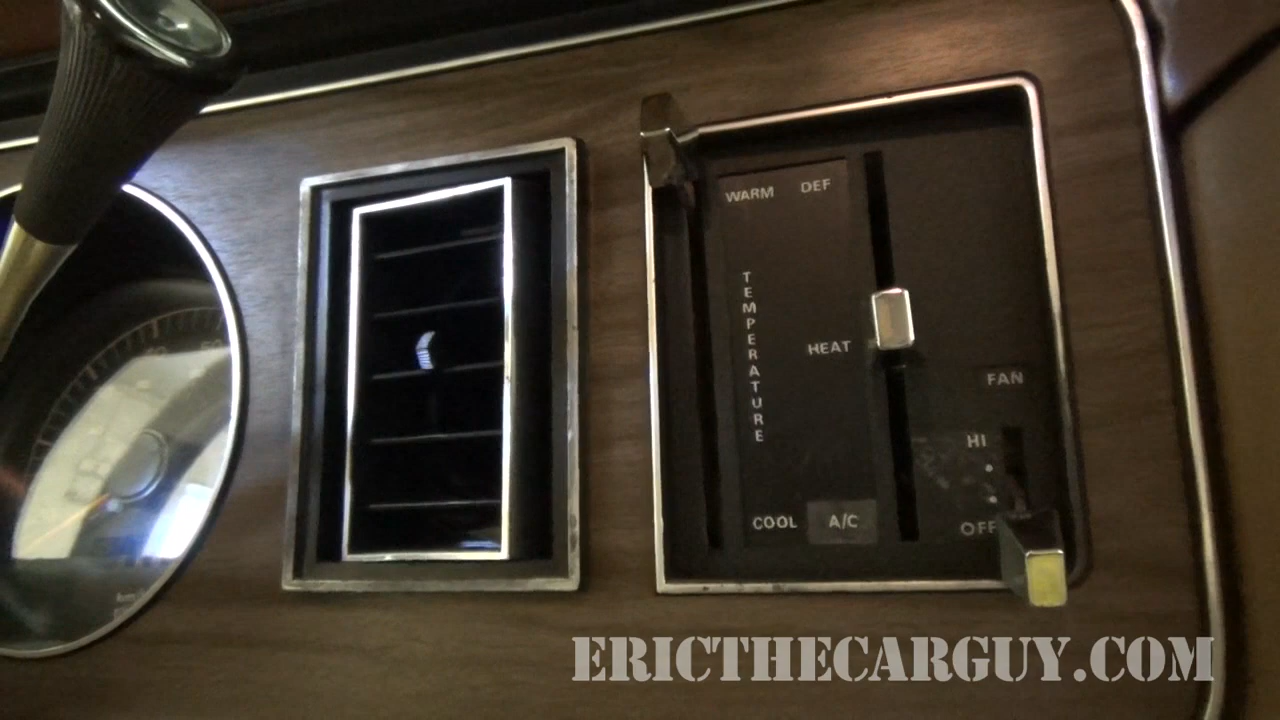 WARM DEF
TEMPERATURE
HEAT
FAN
HI
COOL A/C
OFF
ERICTHECARGUY.COM